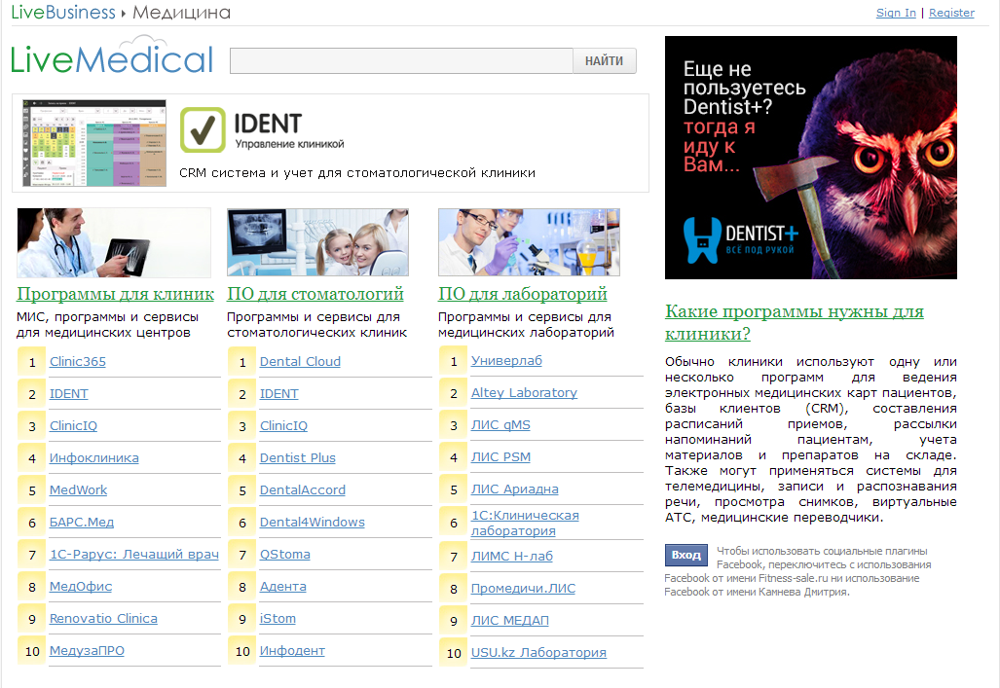 LiveBusiness Медицина
Sign In | Register
LiveMedical
НАЙТИ
IDENT
Управление клиникой
CRM система и учет для стоматологической клиники
Еще не
пользуетесь
Dentist+?
тогда я
иду к
Вам...
DENTIST+
ВСЁ ПОД РУКОЙ
Программы для клиник
МИС, программы и сервисы
для медицинских центров
1 Clinic365
2 IDENT
3 ClinicIQ
4 Инфоклиника
5 MedWork
6 БАРС.Мед
7 1С-Рарус: Лечащий врач
8 МедОфис
9 Renovatio Clinica
10 МедузаПРО
ПО для стоматологий
Программы и сервисы для
стоматологических клиник
1 Dental Cloud
2 IDENT
3 ClinicIQ
4 Dentist Plus
5 DentalAccord
6 Dental4Windows
7 QStoma
8 Адента
9 iStom
10 Инфодент
ПО для лабораторий
Программы и сервисы для
медицинских лабораторий
1 Универлаб
2 Altey Laboratory
3 ЛИС qMS
4 ЛИС PSM
5 ЛИС Ариадна
6 1С:Клиническая
лаборатория
7 ЛИМС Н-лаб
8 Промедичи.ЛИС
9 ЛИС МЕДАП
10 USU.kz Лаборатория
Какие программы нужны для
клиники?
Обычно клиники используют одну или
несколько программ для ведения
электронных медицинских карт пациентов,
базы клиентов (CRM), составления
расписаний приемов, рассылки
напоминаний пациентам, учета
материалов и препаратов на складе.
Также могут применяться системы для
телемедицины, записи и распознавания
речи, просмотра снимков, виртуальные
АТС, медицинские переводчики.
Вход
Чтобы использовать социальные плагины
Facebook, переключитесь с использования
Facebook от имени Fitness-sale.ru ни использование
Facebook от имени Камнева Дмитрия.